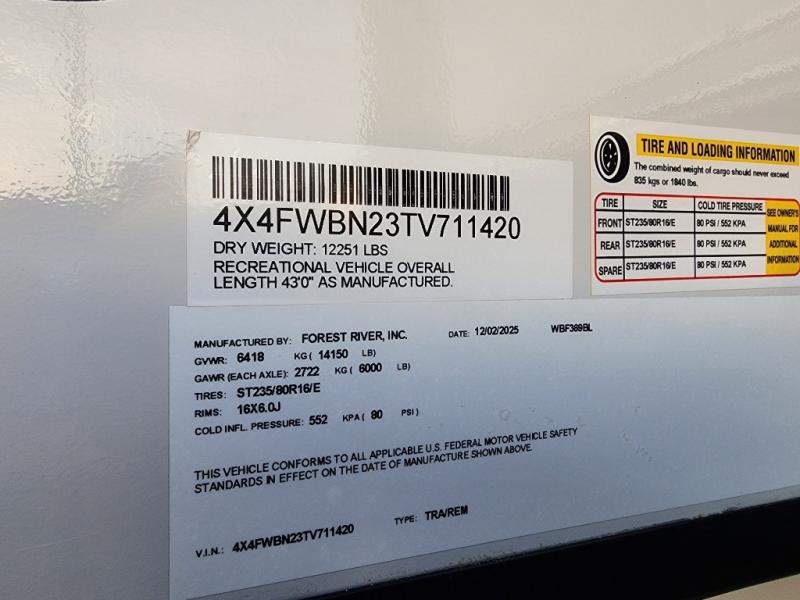 4X4FWBN23TV711420
DRY WEIGHT: 12251 LBS
RECREATIONAL VEHICLE OVERALL
LENGTH 43'0" AS MANUFACTURED.
TIRE AND LOADING INFORMATION
The combined weight of cargo should never exceed
835 kgs or 1840 lbs.
TIRE SIZE COLD TIRE PRESSURE
FRONT ST235/80R16/E 80 PSI / 552 KPA
REAR ST235/80R16/E 80 PSI / 552 KPA
SPARE ST235/80R16/E 80 PSI / 552 KPA
SEE OWNER'S
MANUAL FOR
ADDITIONAL
INFORMATION
MANUFACTURED BY: FOREST RIVER, INC. DATE: 12/02/2025 WBF389BL
GVWR: 6418 KG ( 14150 LB)
GAWR (EACH AXLE): 2722 KG ( 6000 LB)
TIRES: ST235/80R16/E
RIMS: 16X6.0J
COLD INFL. PRESSURE: 552 KPA ( 80 PSI )
THIS VEHICLE CONFORMS TO ALL APPLICABLE U.S. FEDERAL MOTOR VEHICLE SAFETY
STANDARDS IN EFFECT ON THE DATE OF MANUFACTURE SHOWN ABOVE.
V.I.N.: 4X4FWBN23TV711420 TYPE: TRA/REM